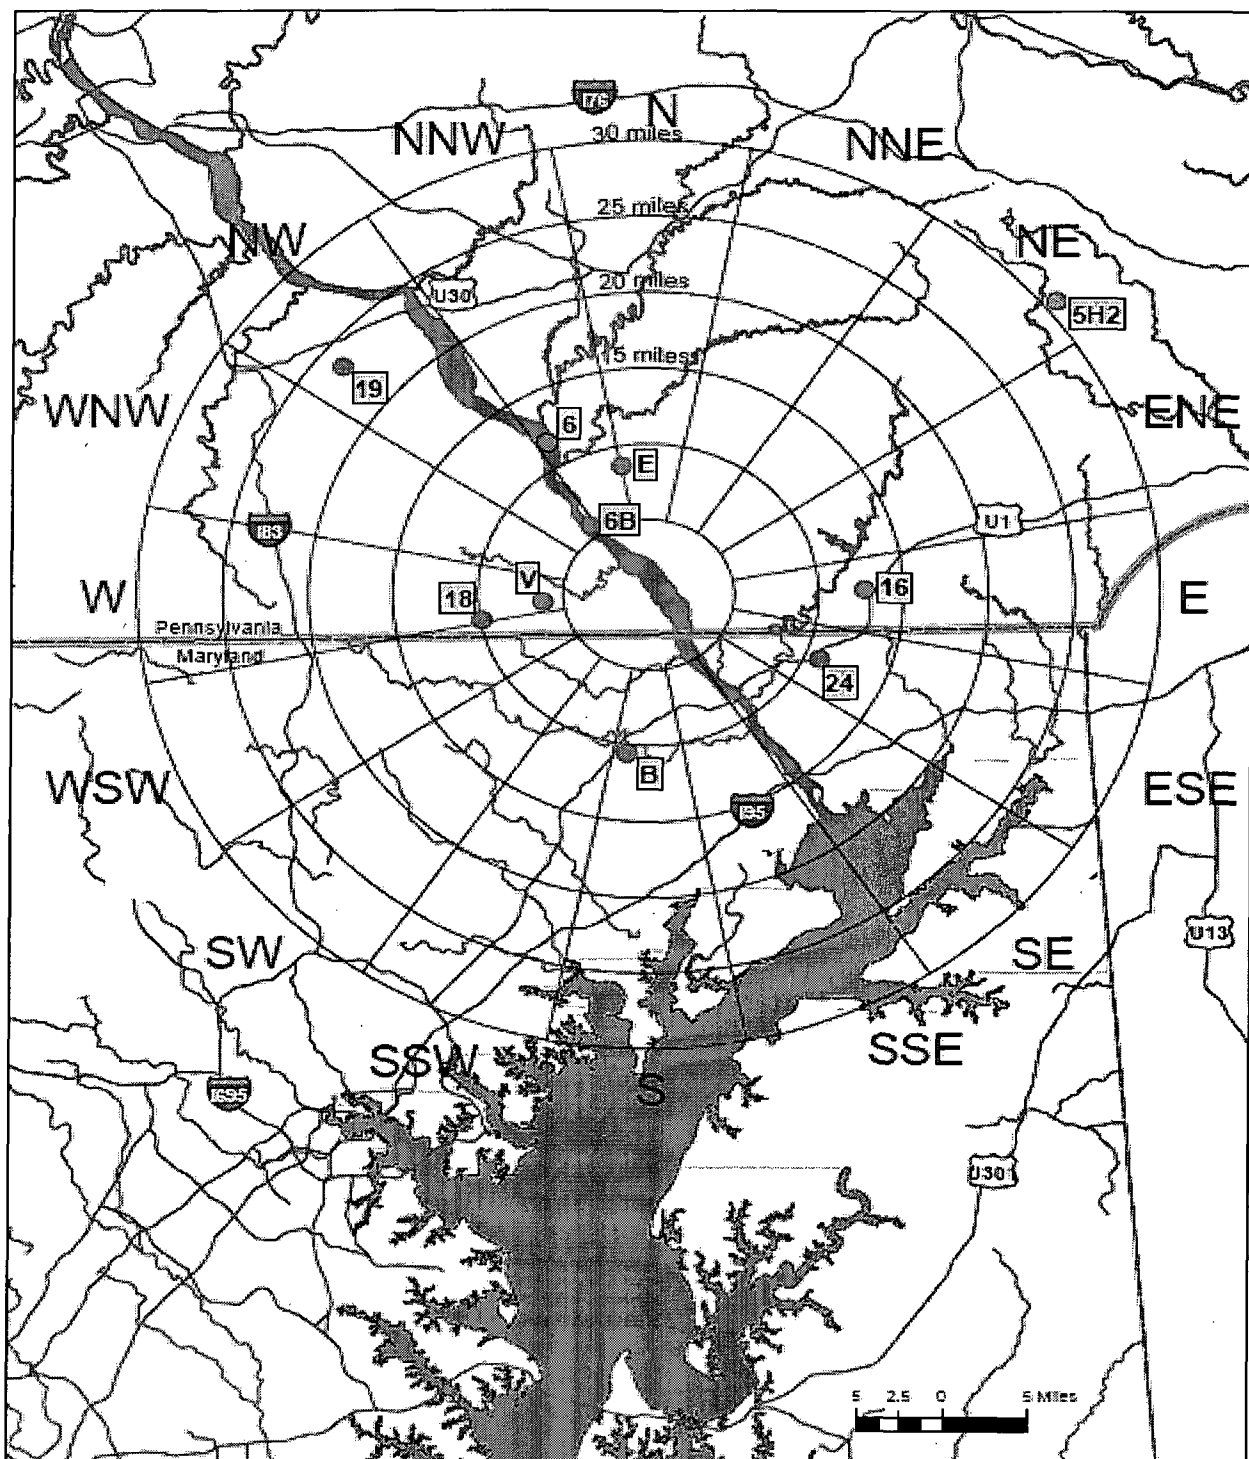 I76
N
NNW
30 miles
NNE
25 miles
NW
NE
20 miles
U30
5H2
15 miles
19
WNW
6
ENE
E
6B
U1
I83
V
18
16
W
E
Pennsylvania
Maryland
24
B
WSW
ESE
I95
SW
SE
U13
SSW
SSE
S
I695
U301
5 2.5 0 5 Miles